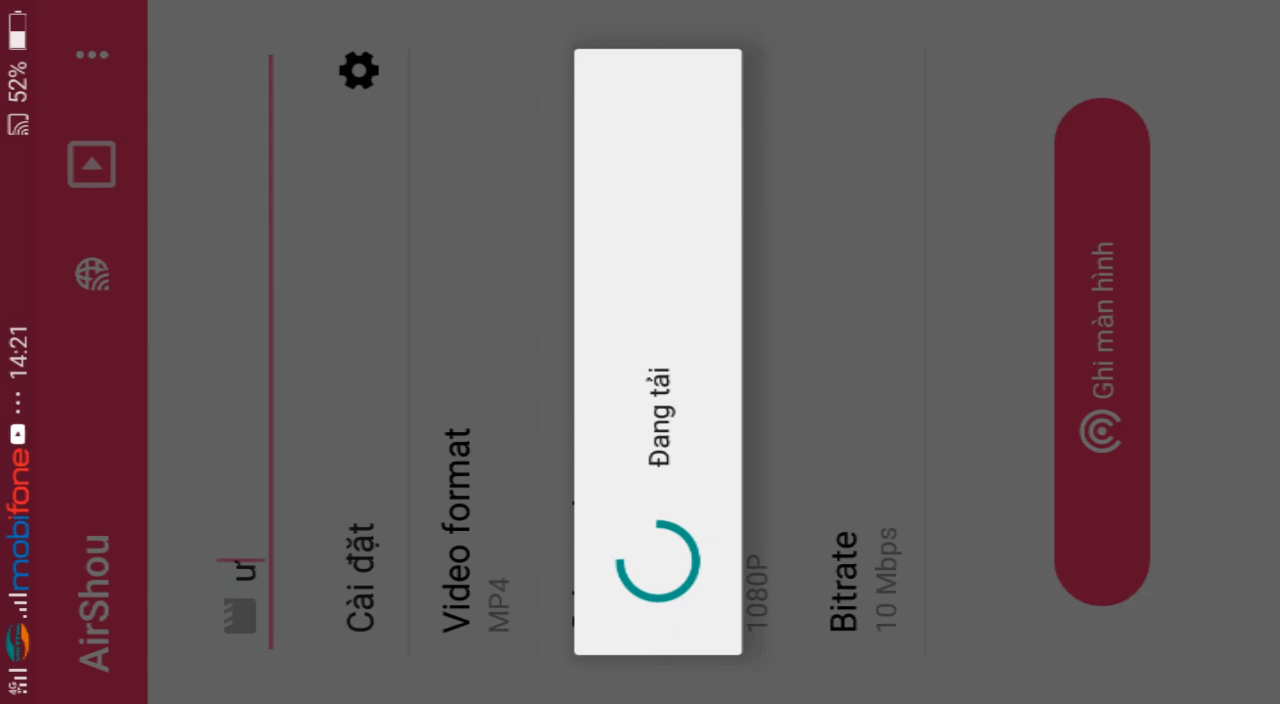 4G mobifone ... 14:21 52%
AirShou
ư
Cài đặt
Video format
MP4
Đang tải
1080P
Bitrate
10 Mbps
Ghi màn hình